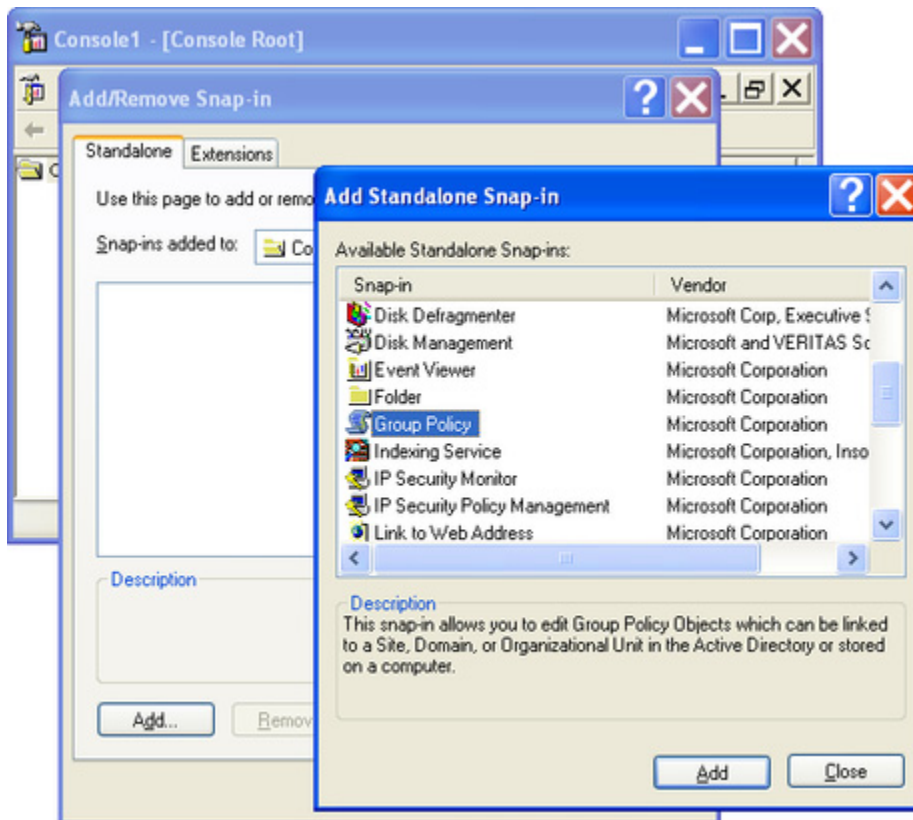 Console1 - [Console Root]
Add/Remove Snap-in
Standalone
Extensions
Use this page to add or remo
Snap-ins added to:
Co
Description
Add...
Remov
Add Standalone Snap-in
Available Standalone Snap-ins:
Snap-in Vendor
Disk Defragmenter Microsoft Corp, Executive S
Disk Management Microsoft and VERITAS Sc
Event Viewer Microsoft Corporation
Folder Microsoft Corporation
Group Policy Microsoft Corporation
Indexing Service Microsoft Corporation, Inso
IP Security Monitor Microsoft Corporation
IP Security Policy Management Microsoft Corporation
Link to Web Address Microsoft Corporation
Description
This snap-in allows you to edit Group Policy Objects which can be linked
to a Site, Domain, or Organizational Unit in the Active Directory or stored
on a computer.
Add
Close